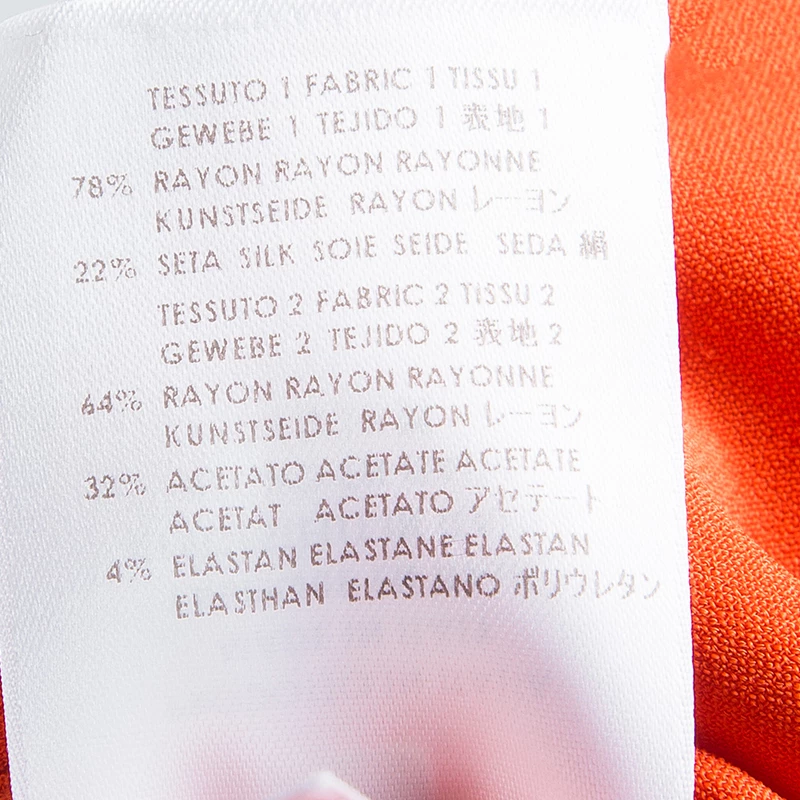 TESSUTO 1 FABRIC 1 TISSU 1
GEWEBE 1 TEJIDO 1 表地 1
78% RAYON RAYON RAYONNE
KUNSTSEIDE RAYON レーヨン
22% SETA SILK SOIE SEIDE SEDA 絹
TESSUTO 2 FABRIC 2 TISSU 2
GEWEBE 2 TEJIDO 2 表地 2
64% RAYON RAYON RAYONNE
KUNSTSEIDE RAYON レーヨン
32% ACETATO ACETATE ACETATE
ACETAT ACETATO アセテート
4% ELASTAN ELASTANE ELASTAN
ELASTHAN ELASTANO ポリウレタン